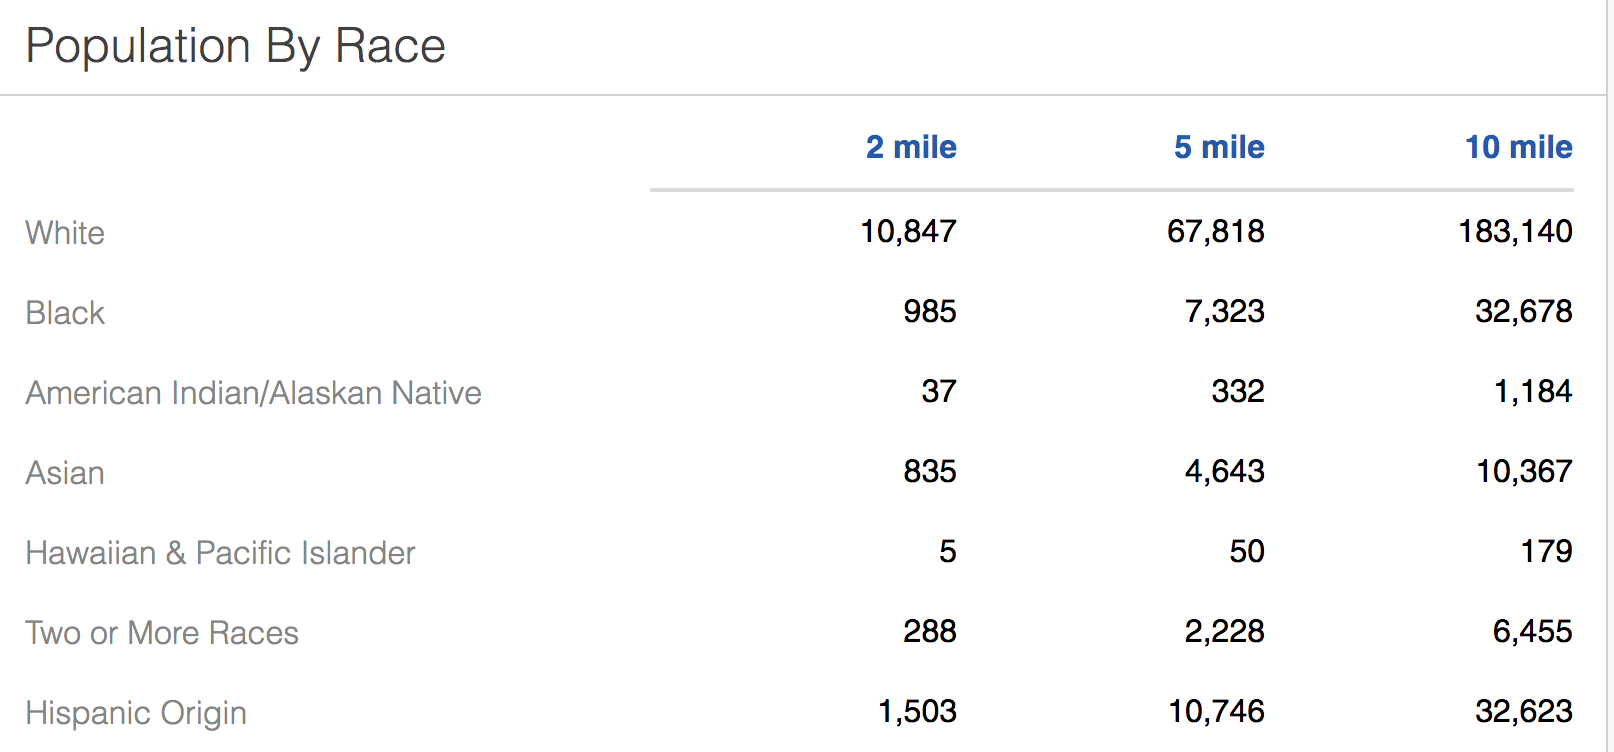 Population By Race
2 mile 5 mile 10 mile
White 10,847 67,818 183,140
Black 985 7,323 32,678
American Indian/Alaskan Native 37 332 1,184
Asian 835 4,643 10,367
Hawaiian & Pacific Islander 5 50 179
Two or More Races 288 2,228 6,455
Hispanic Origin 1,503 10,746 32,623